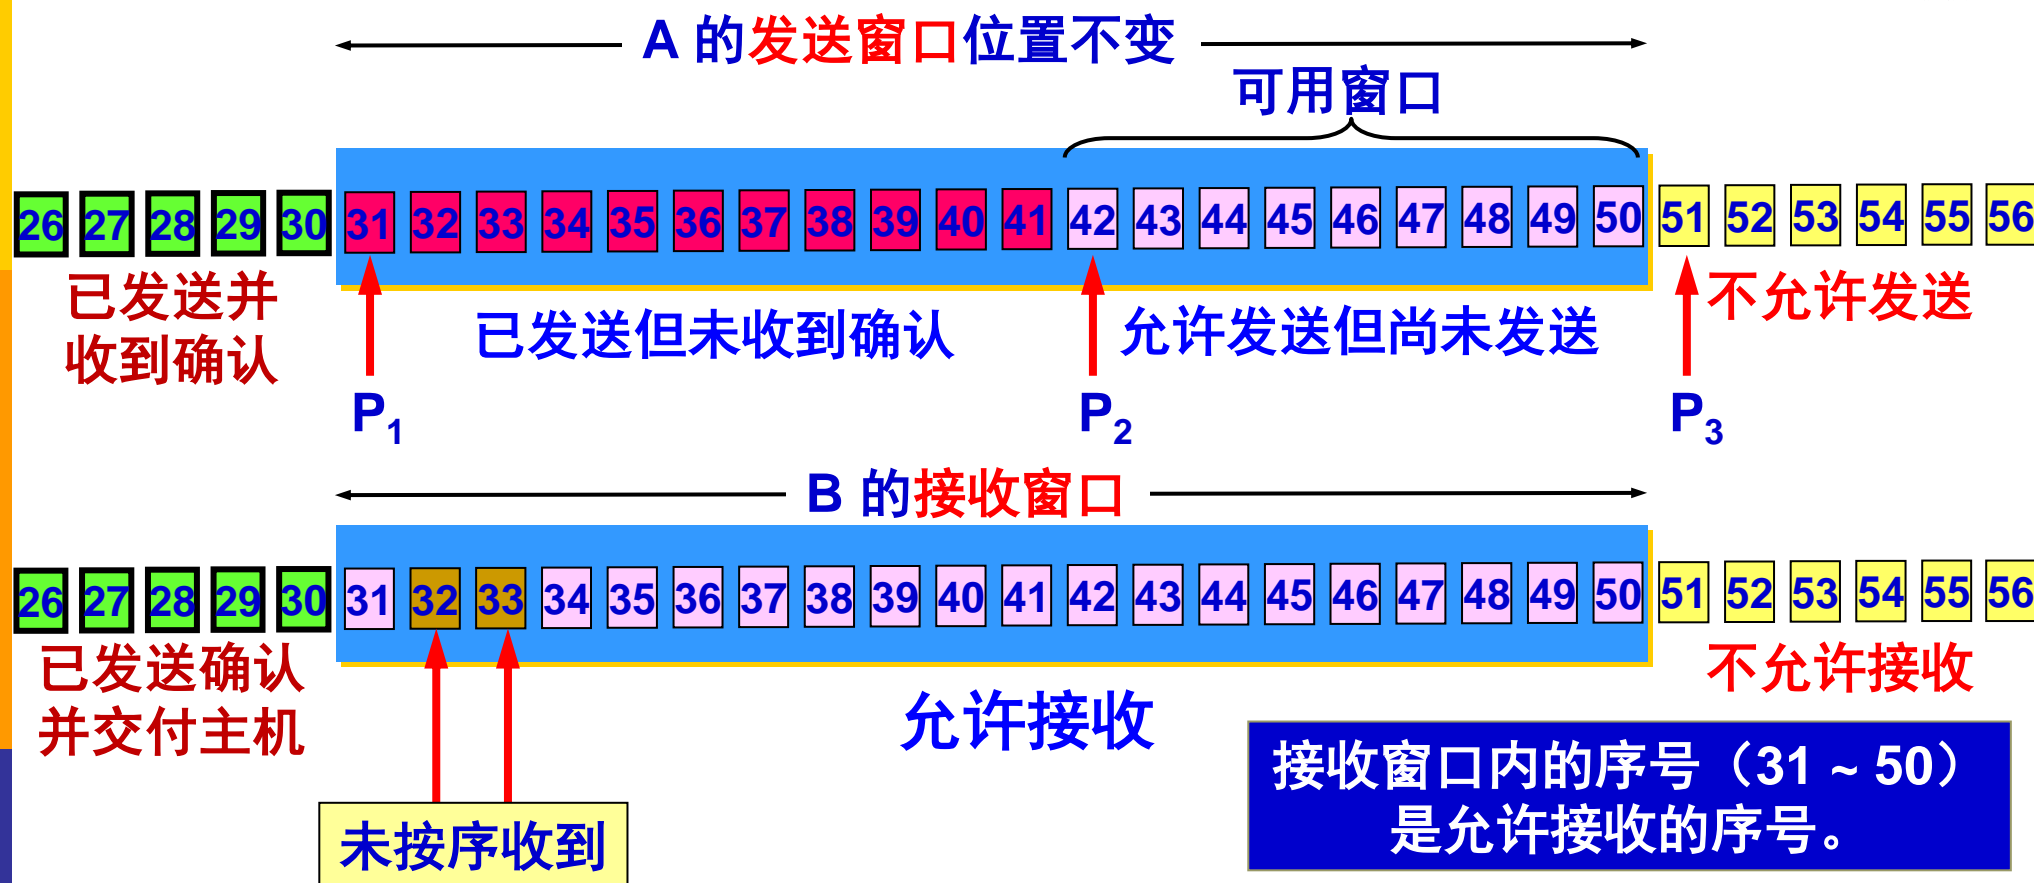 A 的发送窗口位置不变
可用窗口
26 27 28 29 30 31 32 33 34 35 36 37 38 39 40 41 42 43 44 45 46 47 48 49 50 51 52 53 54 55 56
已发送并
收到确认
已发送但未收到确认
允许发送但尚未发送
不允许发送
P1
P2
P3
B 的接收窗口
26 27 28 29 30 31 32 33 34 35 36 37 38 39 40 41 42 43 44 45 46 47 48 49 50 51 52 53 54 55 56
已发送确认
并交付主机
允许接收
不允许接收
未按序收到
接收窗口内的序号（31 ~ 50）
是允许接收的序号。